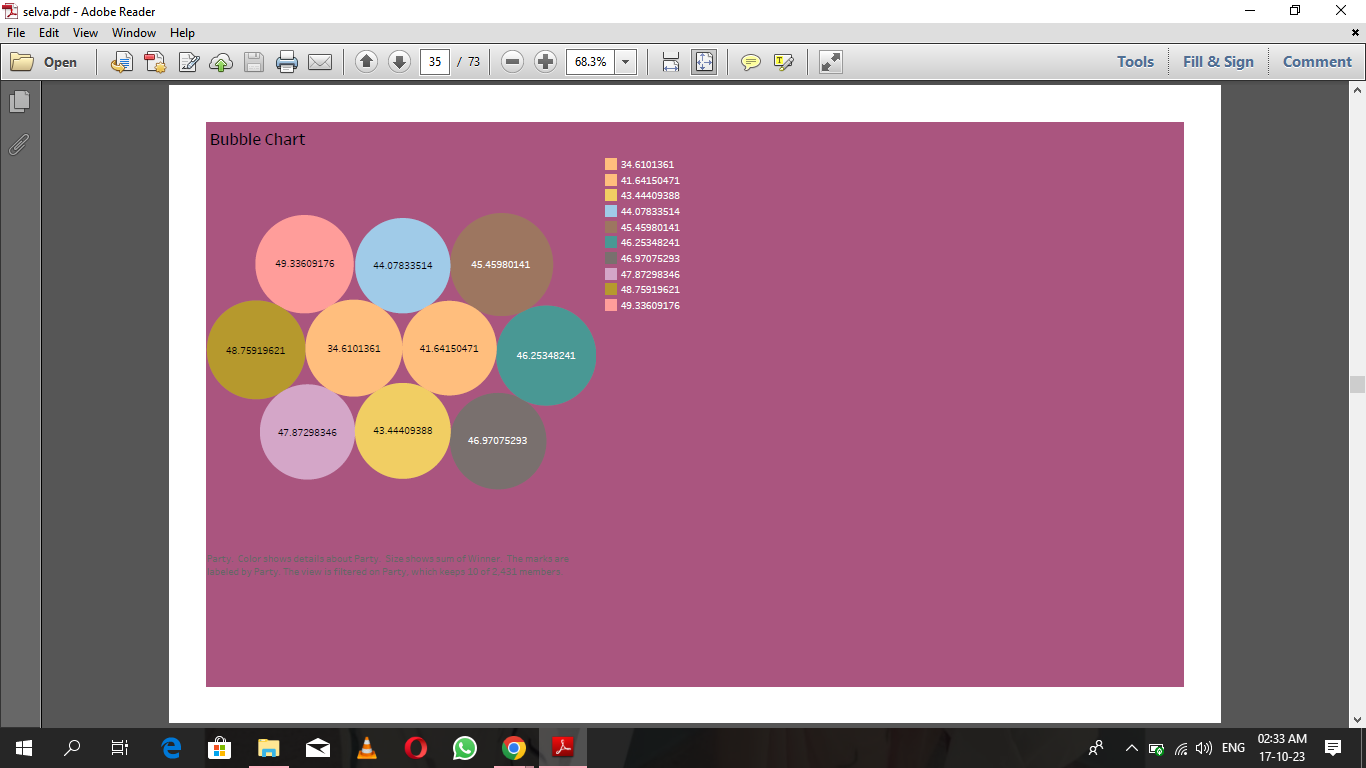 selva.pdf - Adobe Reader
File Edit View Window Help
Open 35 / 73 68.3% Tools Fill & Sign Comment
Bubble Chart
34.6101361
41.64150471
43.44409388
44.07833514
45.45980141
46.25348241
46.97075293
47.87298346
48.75919621
49.33609176
49.33609176 44.07833514 45.45980141
48.75919621 34.6101361 41.64150471 46.25348241
47.87298346 43.44409388 46.97075293
Party. Color shows details about Party. Size shows sum of Winner. The marks are
labeled by Party. The view is filtered on Party, which keeps 10 of members.
ENG 02:33 AM
17-10-23